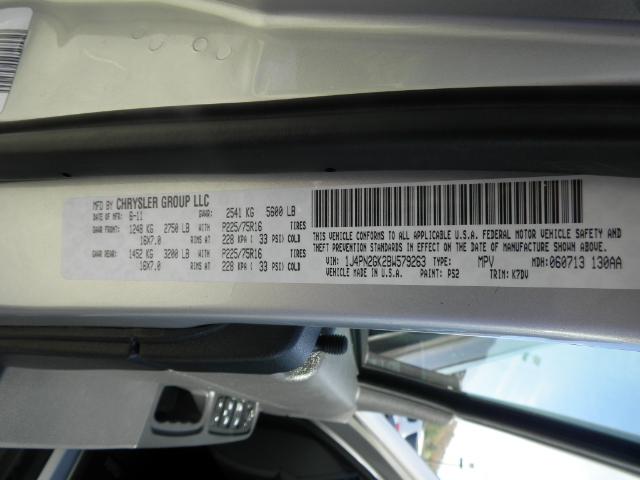 MFD BY CHRYSLER GROUP LLC
DATE OF MFR: 6-11 GVWR: 2541 KG 5600 LB
GAWR FRONT: 1248 KG 2750 LB WITH P225/75R16 TIRES
16X7.0 RIMS AT 228 KPA ( 33 PSI) COLD
GAWR REAR: 1452 KG 3200 LB WITH P225/75R16 TIRES
16X7.0 RIMS AT 228 KPA ( 33 PSI) COLD
THIS VEHICLE CONFORMS TO ALL APPLICABLE U.S.A. FEDERAL MOTOR VEHICLE SAFETY AND
THEFT PREVENTION STANDARDS IN EFFECT ON THE DATE OF MANUFACTURE SHOWN ABOVE.
VIN: 1J4PN2GK2BW579263 TYPE: MPV MDH: 060713 130AA
MADE IN U.S.A. PAINT: PS2 TRIM: K7DV